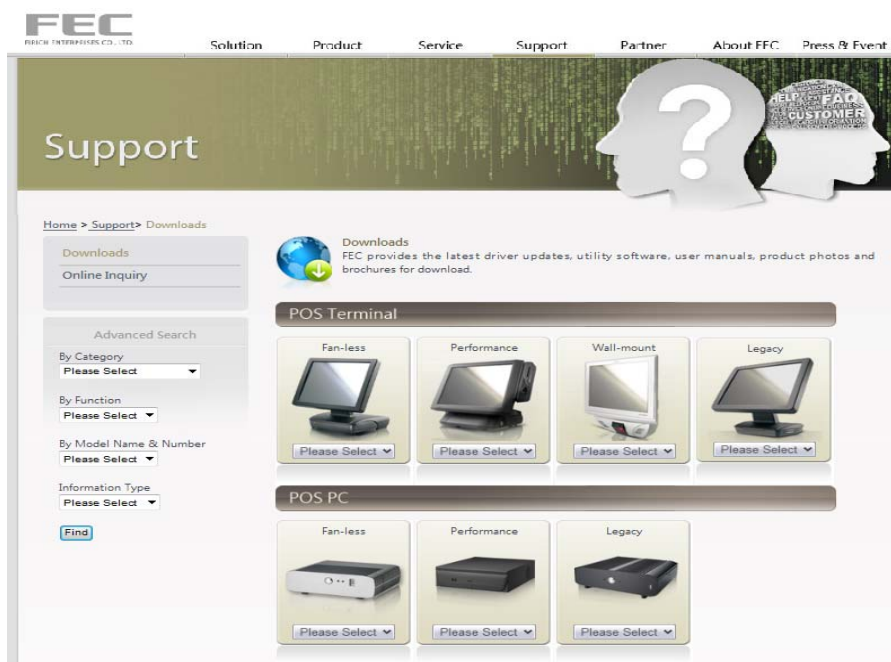 FEC
FIRICH ENTERPRISES CO., LTD.
Solution Product Service Support Partner About FEC Press & Event
Support
?
HELP FAQ
CUSTOMER
Home > Support> Downloads
Downloads
Online Inquiry
Downloads
FEC provides the latest driver updates, utility software, user manuals, product photos and
brochures for download.
Advanced Search
By Category
Please Select
By Function
Please Select
By Model Name & Number
Please Select
Information Type
Please Select
Find
POS Terminal
Fan-less Performance Wall-mount Legacy
Please Select Please Select Please Select Please Select
POS PC
Fan-less Performance Legacy
Please Select Please Select Please Select